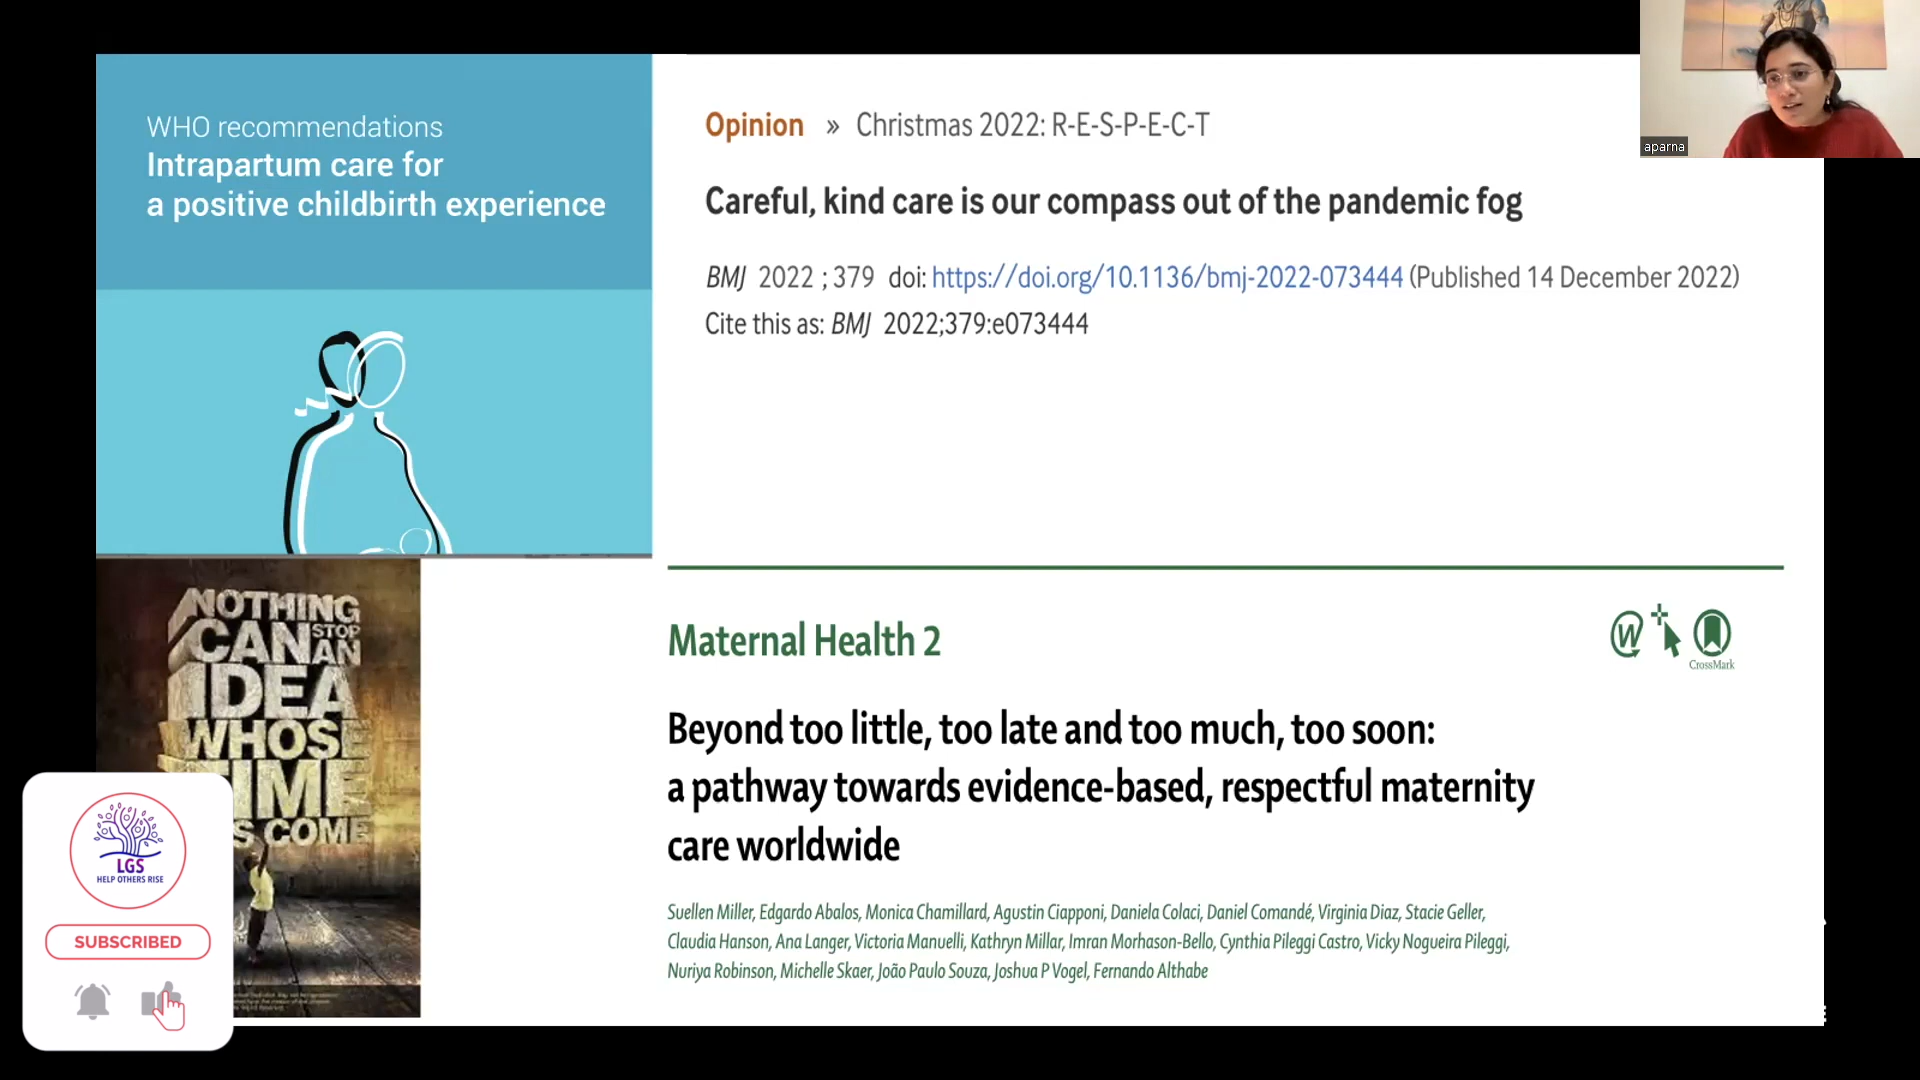 WHO recommendations
Intrapartum care for
a positive childbirth experience
Opinion » Christmas 2022: R-E-S-P-E-C-T
Careful, kind care is our compass out of the pandemic fog
BMJ 2022 ; 379 doi: https://doi.org/10.1136/bmj-2022-073444 (Published 14 December 2022)
Cite this as: BMJ 2022;379:e073444
aparna
NOTHING
CAN STOP
AN
IDEA
WHOSE
TIME
COME
Maternal Health 2
CrossMark
Beyond too little, too late and too much, too soon:
a pathway towards evidence-based, respectful maternity
care worldwide
Suellen Miller, Edgardo Abalos, Monica Chamillard, Agustin Ciapponi, Daniela Colaci, Daniel Comandé, Virginia Diaz, Stacie Geller,
Claudia Hanson, Ana Langer, Victoria Manuelli, Kathryn Millar, Imran Morhason-Bello, Cynthia Pileggi Castro, Vicky Nogueira Pileggi,
Nuriya Robinson, Michelle Skaer, João Paulo Souza, Joshua P Vogel, Fernando Althabe
LGS
HELP OTHERS RISE
SUBSCRIBED